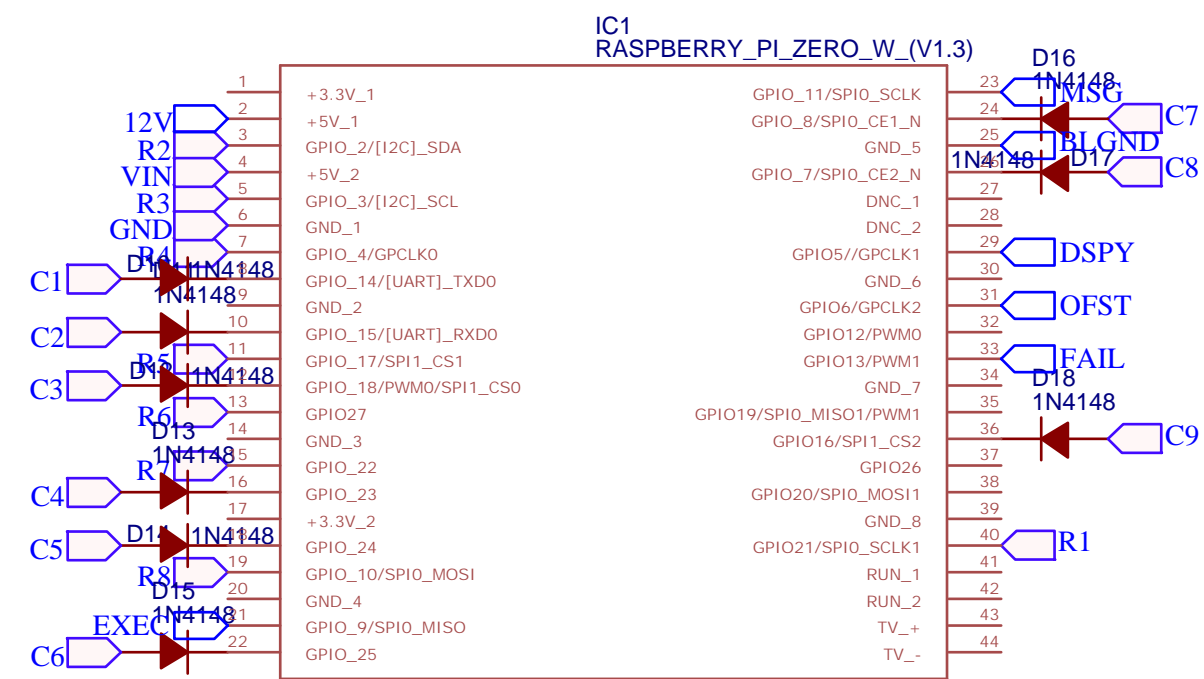 IC1
RASPBERRY_PI_ZERO_W_(V1.3)
1 +3.3V_1
12V 2 +5V_1
R2 3 GPIO_2/[I2C]_SDA
VIN 4 +5V_2
R3 5 GPIO_3/[I2C]_SCL
GND 6 GND_1
R4 7 GPIO_4/GPCLK0
C1 1N4148 8 GPIO_14/[UART]_TXD0
1N4148 9 GND_2
C2 10 GPIO_15/[UART]_RXD0
R5 11 GPIO_17/SPI1_CS1
C3 1N4148 12 GPIO_18/PWM0/SPI1_CS0
R6 13 GPIO27
D13 14 GND_3
R7 1N4148 15 GPIO_22
C4 16 GPIO_23
17 +3.3V_2
C5 D14 1N4148 18 GPIO_24
R8 19 GPIO_10/SPI0_MOSI
D15 20 GND_4
EXEC 1N4148 21 GPIO_9/SPI0_MISO
C6 22 GPIO_25
D16
1N4148
GPIO_11/SPI0_SCLK 23 MSG
GPIO_8/SPI0_CE1_N 24 C7
GND_5 25 BLGND
1N4148 D17
GPIO_7/SPI0_CE2_N 26 C8
DNC_1 27
DNC_2 28
GPIO5//GPCLK1 29 DSPY
GND_6 30
GPIO6/GPCLK2 31 OFST
GPIO12/PWM0 32
GPIO13/PWM1 33 FAIL
GND_7 34 D18
GPIO19/SPI0_MISO1/PWM1 35 1N4148
GPIO16/SPI1_CS2 36 C9
GPIO26 37
GPIO20/SPI0_MOSI1 38
GND_8 39
GPIO21/SPI0_SCLK1 40 R1
RUN_1 41
RUN_2 42
TV_+ 43
TV_- 44